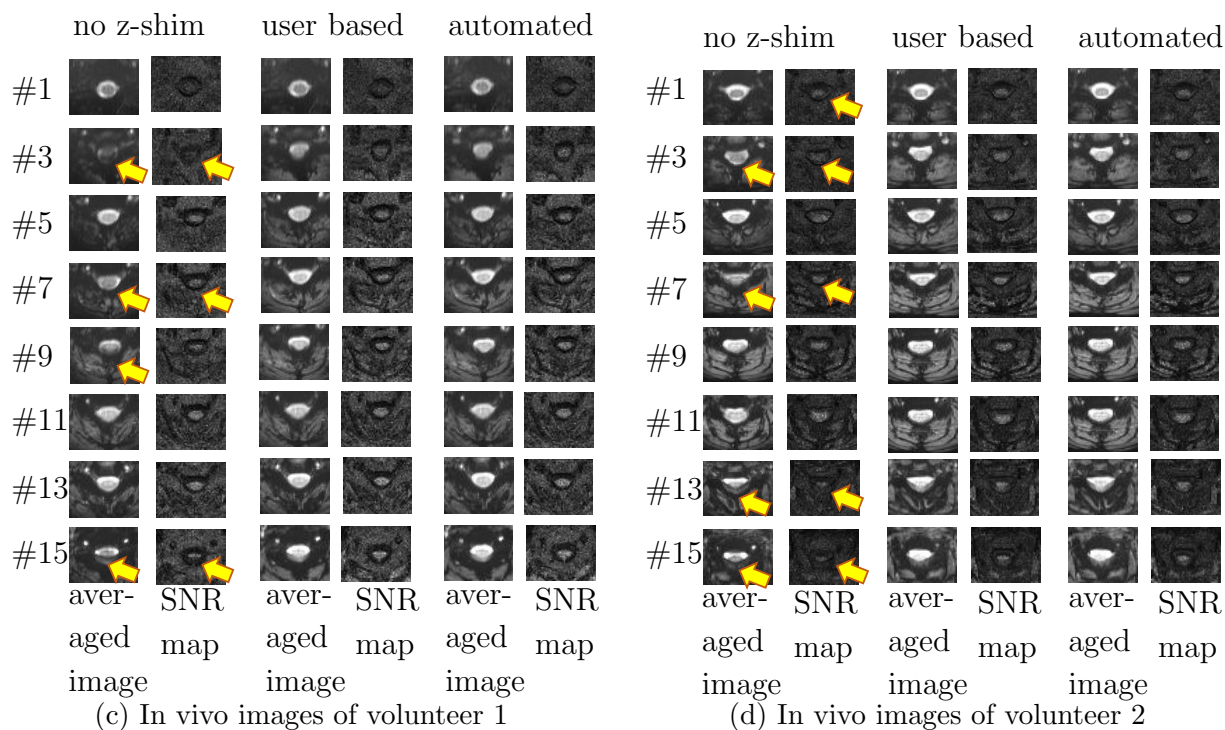 no z-shim user based automated
#1
#3
#5
#7
#9
#11
#13
#15
aver- SNR aver- SNR aver- SNR
aged map aged map aged map
image image image
(c) In vivo images of volunteer 1
no z-shim user based automated
#1
#3
#5
#7
#9
#11
#13
#15
aver- SNR aver- SNR aver- SNR
aged map aged map aged map
image image image
(d) In vivo images of volunteer 2